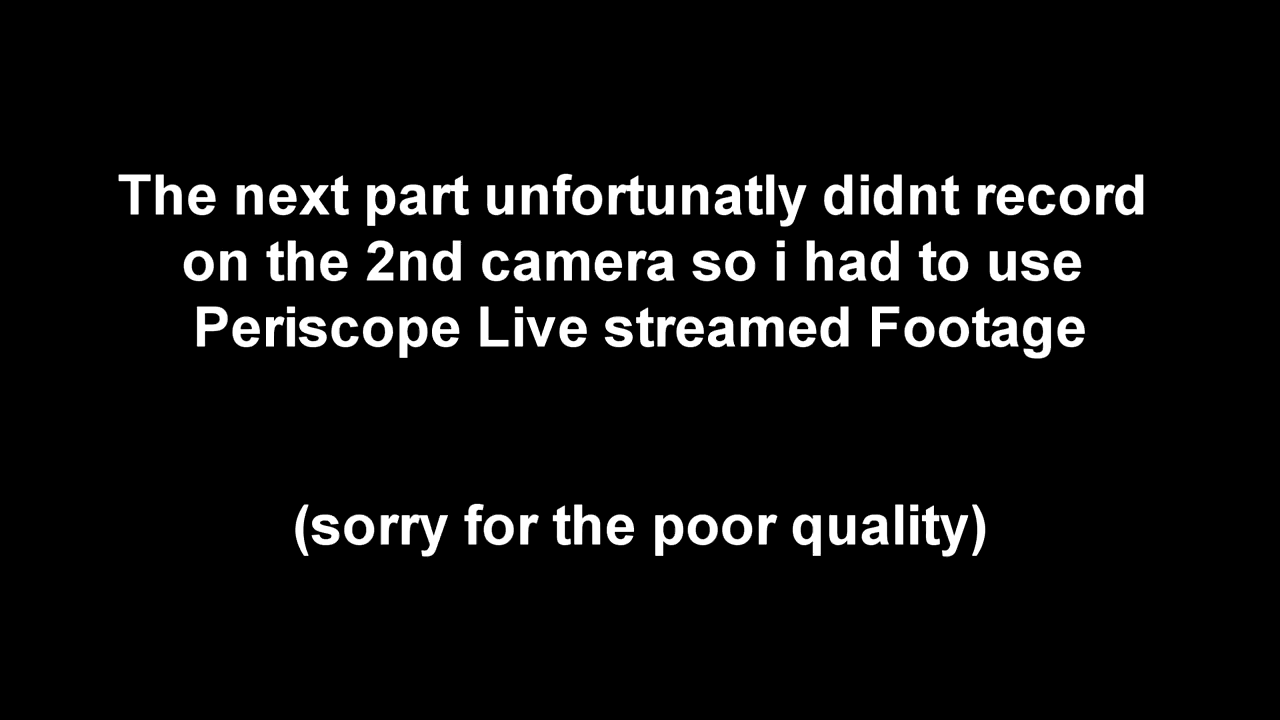 The next part unfortunatly didnt record
on the 2nd camera so i had to use
Periscope Live streamed Footage
(sorry for the poor quality)